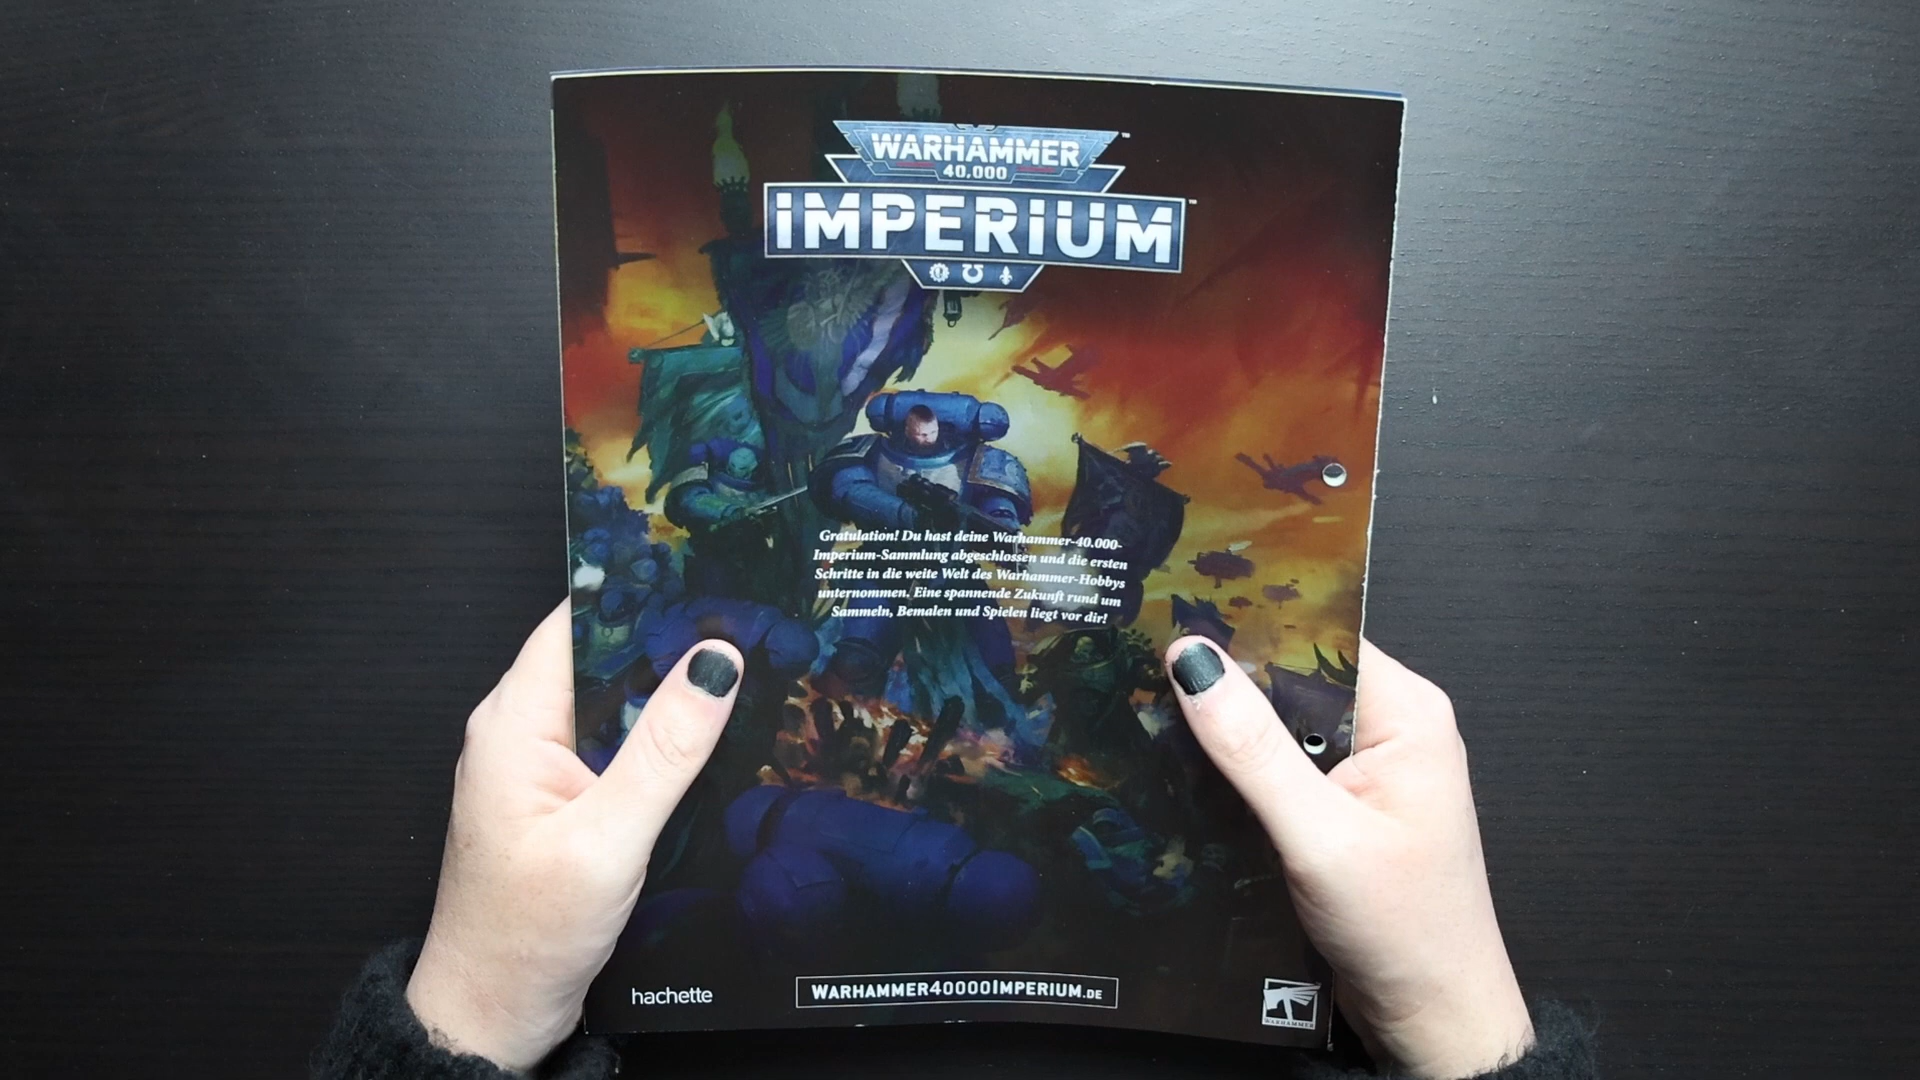 WARHAMMER™
40,000
IMPERIUM™
Gratulation! Du hast deine Warhammer-40.000-
Imperium-Sammlung abgeschlossen und die ersten
Schritte in die weite Welt des Warhammer-Hobbys
unternommen. Eine spannende Zukunft rund um
Sammeln, Bemalen und Spielen liegt vor dir!
hachette
WARHAMMER40000IMPERIUM.DE
WARHAMMER